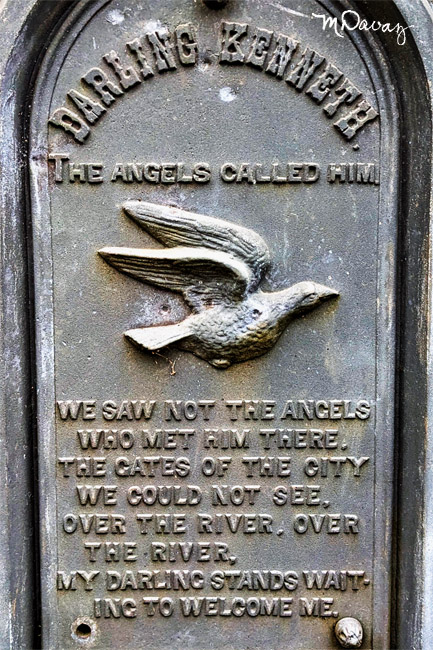 MDavaz
DARLING KENNETH.
THE ANGELS CALLED HIM.
WE SAW NOT THE ANGELS
WHO MET HIM THERE.
THE GATES OF THE CITY
WE COULD NOT SEE,
OVER THE RIVER, OVER
THE RIVER,
MY DARLING STANDS WAIT-
ING TO WELCOME ME.